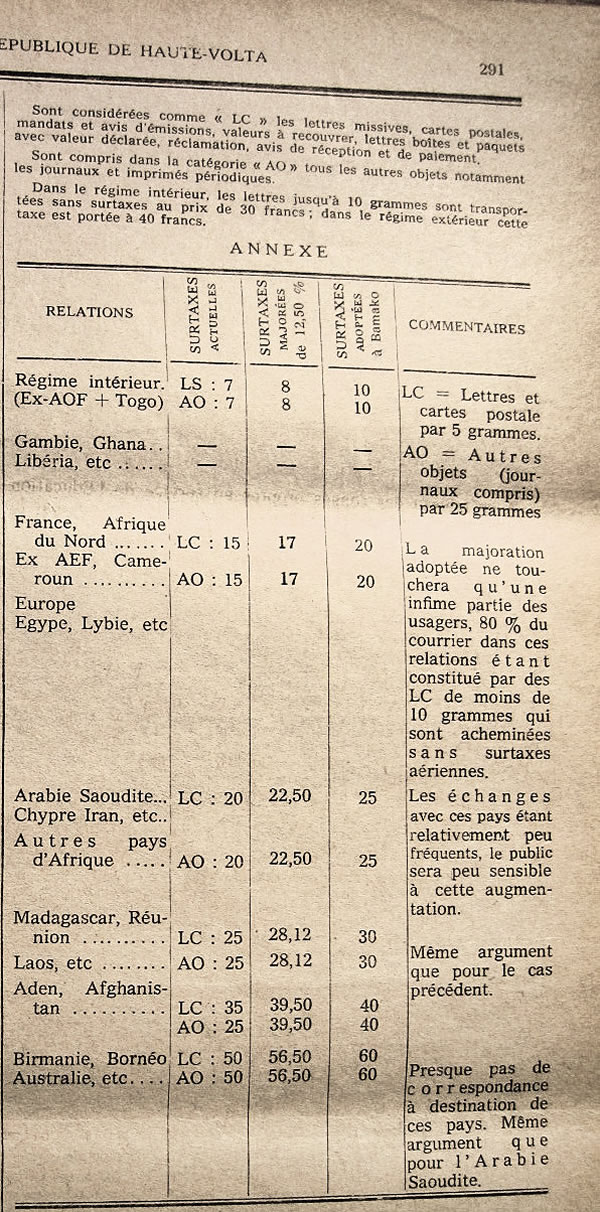 EPUBLIQUE DE HAUTE-VOLTA
291
Sont considérées comme « LC » les lettres missives, cartes postales,
mandats et avis d'émissions, valeurs à recouvrer, lettres boîtes et paquets
avec valeur déclarée, réclamation, avis de réception et de paiement.
Sont compris dans la catégorie « AO » tous les autres objets notamment
les journaux et imprimés périodiques.
Dans le régime intérieur, les lettres jusqu'à 10 grammes sont transpor-
tées sans surtaxes au prix de 30 francs ; dans le régime extérieur cette
taxe est portée à 40 francs.
ANNEXE
RELATIONS
SURTAXES
ACTUELLES
SURTAXES
MAJORÉES
de 12,50 %
SURTAXES
ADOPTÉES
à Bamako
COMMENTAIRES
Régime intérieur. LS : 7 8 10
(Ex-AOF + Togo) AO : 7 8 10
LC = Lettres et
cartes postale
par 5 grammes.
Gambie, Ghana.. — — —
Libéria, etc ...... — — —
AO = Autres
objets (jour-
naux compris)
par 25 grammes
France, Afrique
du Nord ....... LC : 15 17 20
Ex AEF, Came-
roun .......... AO : 15 17 20
Europe
Egype, Lybie, etc
La majoration
adoptée ne tou-
chera qu'une
infime partie des
usagers, 80 % du
courrier dans ces
relations étant
constitué par des
LC de moins de
10 grammes qui
sont acheminées
sans surtaxes
aériennes.
Arabie Saoudite... LC : 20 22,50 25
Chypre Iran, etc..
Autres pays
d'Afrique ..... AO : 20 22,50 25
Les échanges
avec ces pays étant
relativement peu
fréquents, le public
sera peu sensible
à cette augmen-
tation.
Madagascar, Réu-
nion .......... LC : 25 28,12 30
Laos, etc ........ AO : 25 28,12 30
Aden, Afghanis-
tan .......... LC : 35 39,50 40
AO : 25 39,50 40
Même argument
que pour le cas
précédent.
Birmanie, Bornéo LC : 50 56,50 60
Australie, etc.... AO : 50 56,50 60
Presque pas de
correspondance
à destination de
ces pays. Même
argument que
pour l'Arabie
Saoudite.